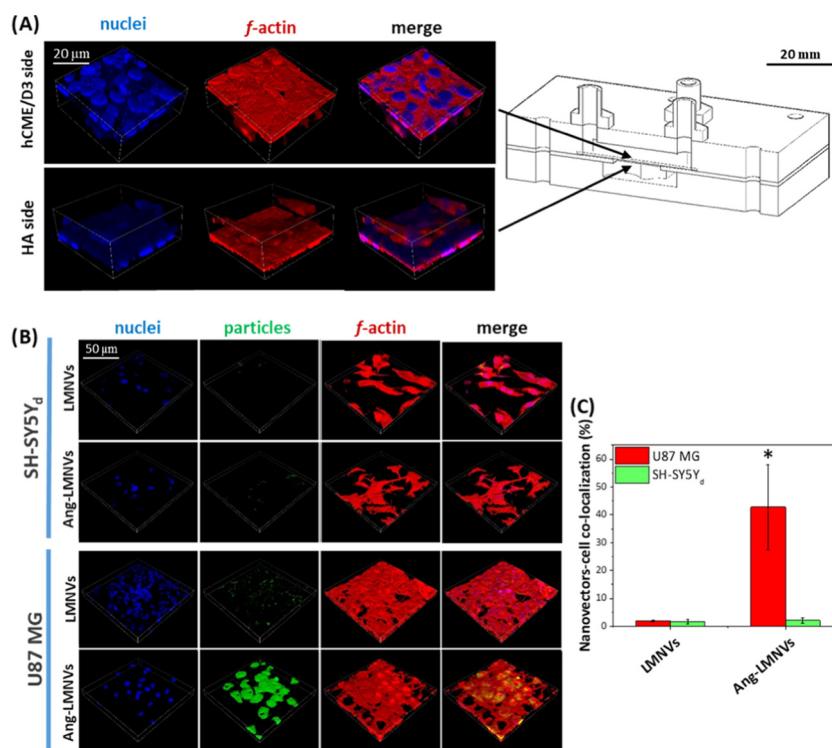 (A)
nuclei
f-actin
merge
20 μm
20 mm
hCME/D3 side
HA side
(B)
nuclei
particles
f-actin
merge
50 μm
SH-SY5Yd
LMNVs
Ang-LMNVs
U87 MG
LMNVs
Ang-LMNVs
(C)
Nanovectors-cell co-localization (%)
60
50
40
30
20
10
0
U87 MG
SH-SY5Yd
*
LMNVs
Ang-LMNVs